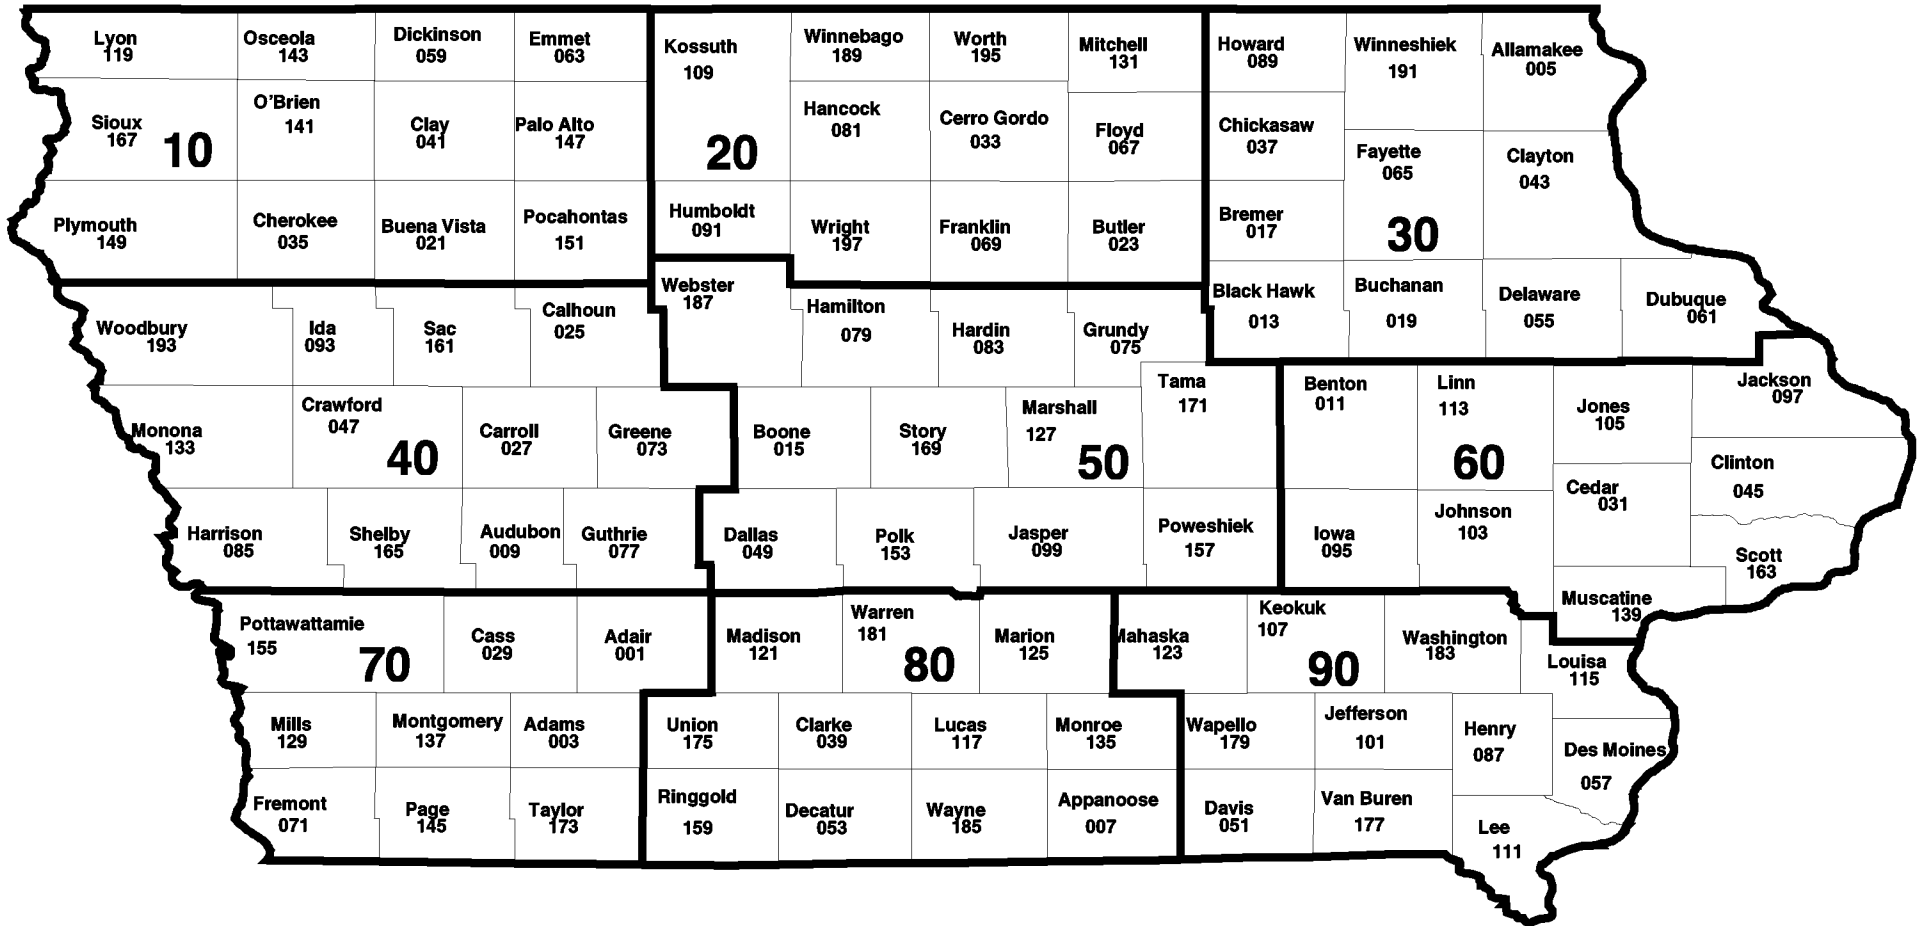 Lyon
119
Osceola
143
Dickinson
059
Emmet
063
Kossuth
109
Winnebago
189
Worth
195
Mitchell
131
Howard
089
Winneshiek
191
Allamakee
005
Sioux
167
10
O'Brien
141
Clay
041
Palo Alto
147
20
Hancock
081
Cerro Gordo
033
Floyd
067
Chickasaw
037
Fayette
065
Clayton
043
Plymouth
149
Cherokee
035
Buena Vista
021
Pocahontas
151
Humboldt
091
Wright
197
Franklin
069
Butler
023
Bremer
017
30
Woodbury
193
Ida
093
Sac
161
Calhoun
025
Webster
187
Hamilton
079
Hardin
083
Grundy
075
Black Hawk
013
Buchanan
019
Delaware
055
Dubuque
061
Monona
133
Crawford
047
40
Carroll
027
Greene
073
Boone
015
Story
169
Marshall
127
50
Tama
171
Benton
011
Linn
113
60
Jones
105
Jackson
097
Clinton
045
Cedar
031
Harrison
085
Shelby
165
Audubon
009
Guthrie
077
Dallas
049
Polk
153
Jasper
099
Poweshiek
157
Iowa
095
Johnson
103
Scott
163
Muscatine
139
Pottawattamie
155
70
Cass
029
Adair
001
Madison
121
Warren
181
80
Marion
125
Mahaska
123
Keokuk
107
90
Washington
183
Louisa
115
Mills
129
Montgomery
137
Adams
003
Union
175
Clarke
039
Lucas
117
Monroe
135
Wapello
179
Jefferson
101
Henry
087
Des Moines
057
Fremont
071
Page
145
Taylor
173
Ringgold
159
Decatur
053
Wayne
185
Appanoose
007
Davis
051
Van Buren
177
Lee
111